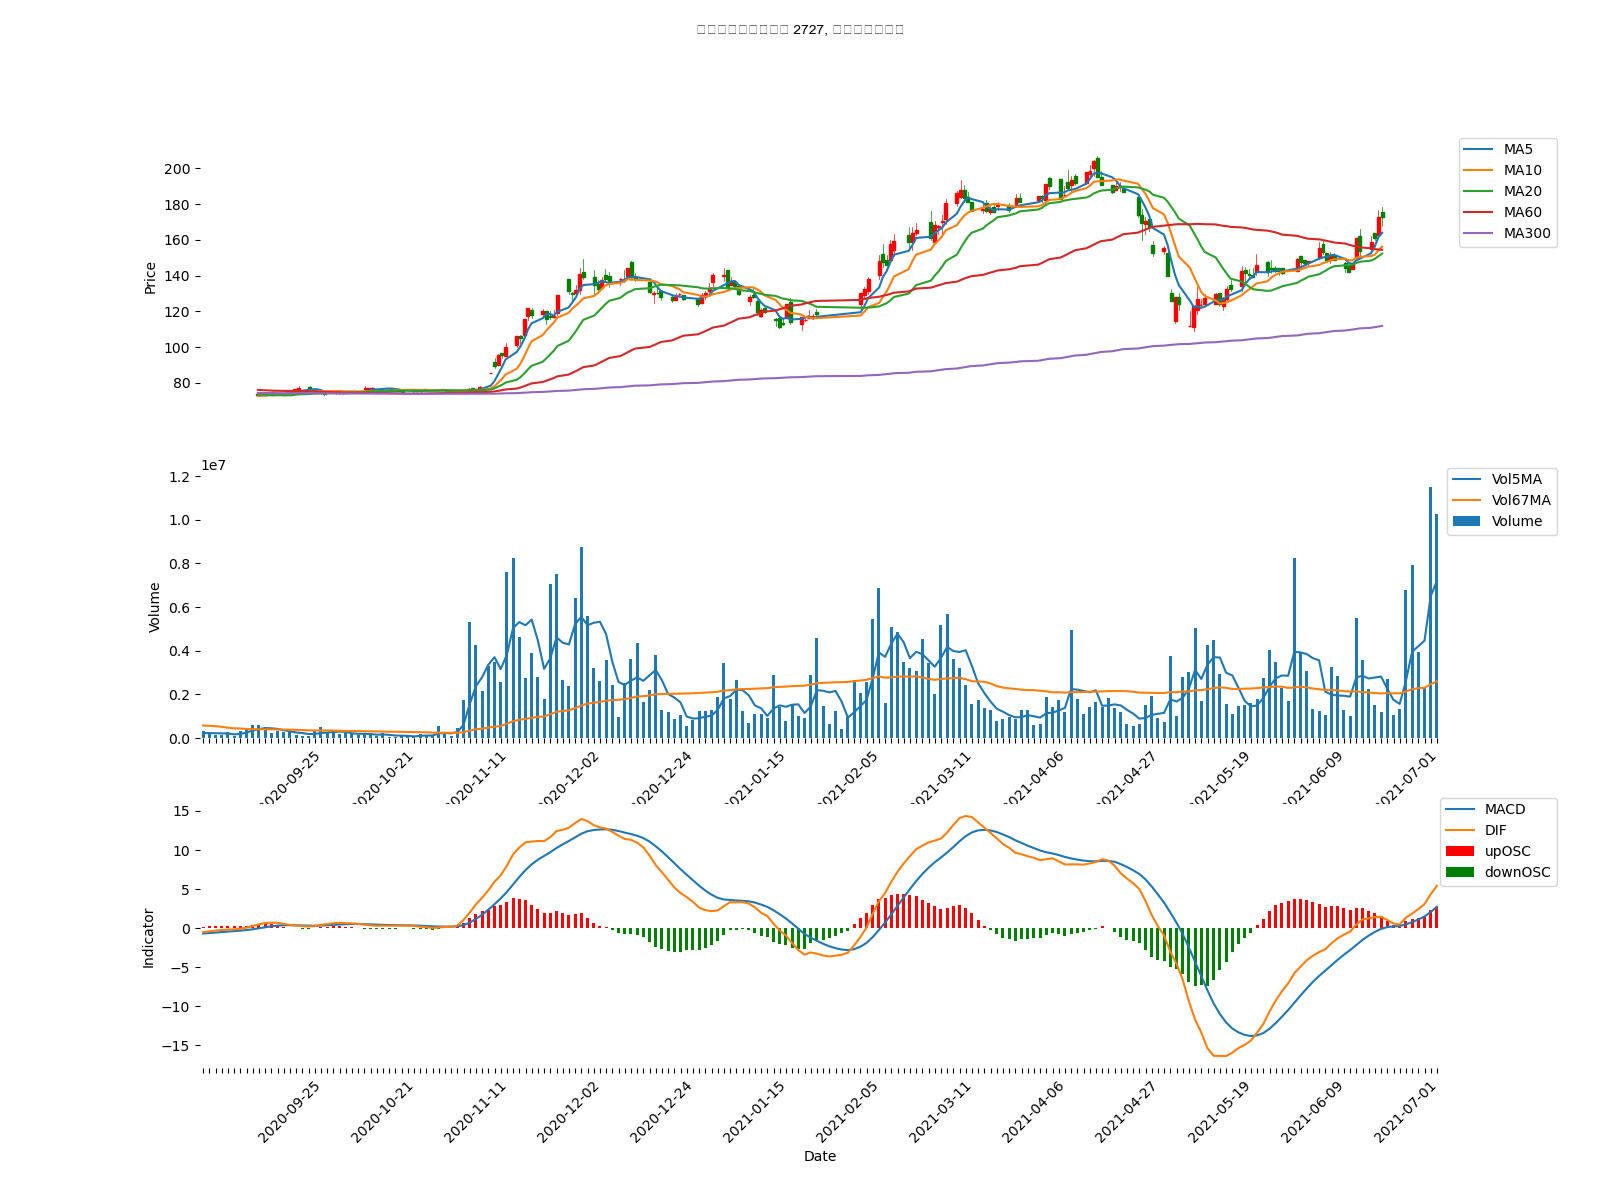 2727,
MA5
MA10
MA20
MA60
MA300
Price
200
180
160
140
120
100
80
1e7
Vol5MA
Vol67MA
Volume
Volume
1.2
1.0
0.8
0.6
0.4
0.2
0.0
2020-09-25 2020-10-21 2020-11-11 2020-12-02 2020-12-24 2021-01-15 2021-02-05 2021-03-11 2021-04-06 2021-04-27 2021-05-19 2021-06-09 2021-07-01
MACD
DIF
upOSC
downOSC
Indicator
15
10
5
0
−5
−10
−15
2020-09-25 2020-10-21 2020-11-11 2020-12-02 2020-12-24 2021-01-15 2021-02-05 2021-03-11 2021-04-06 2021-04-27 2021-05-19 2021-06-09 2021-07-01
Date